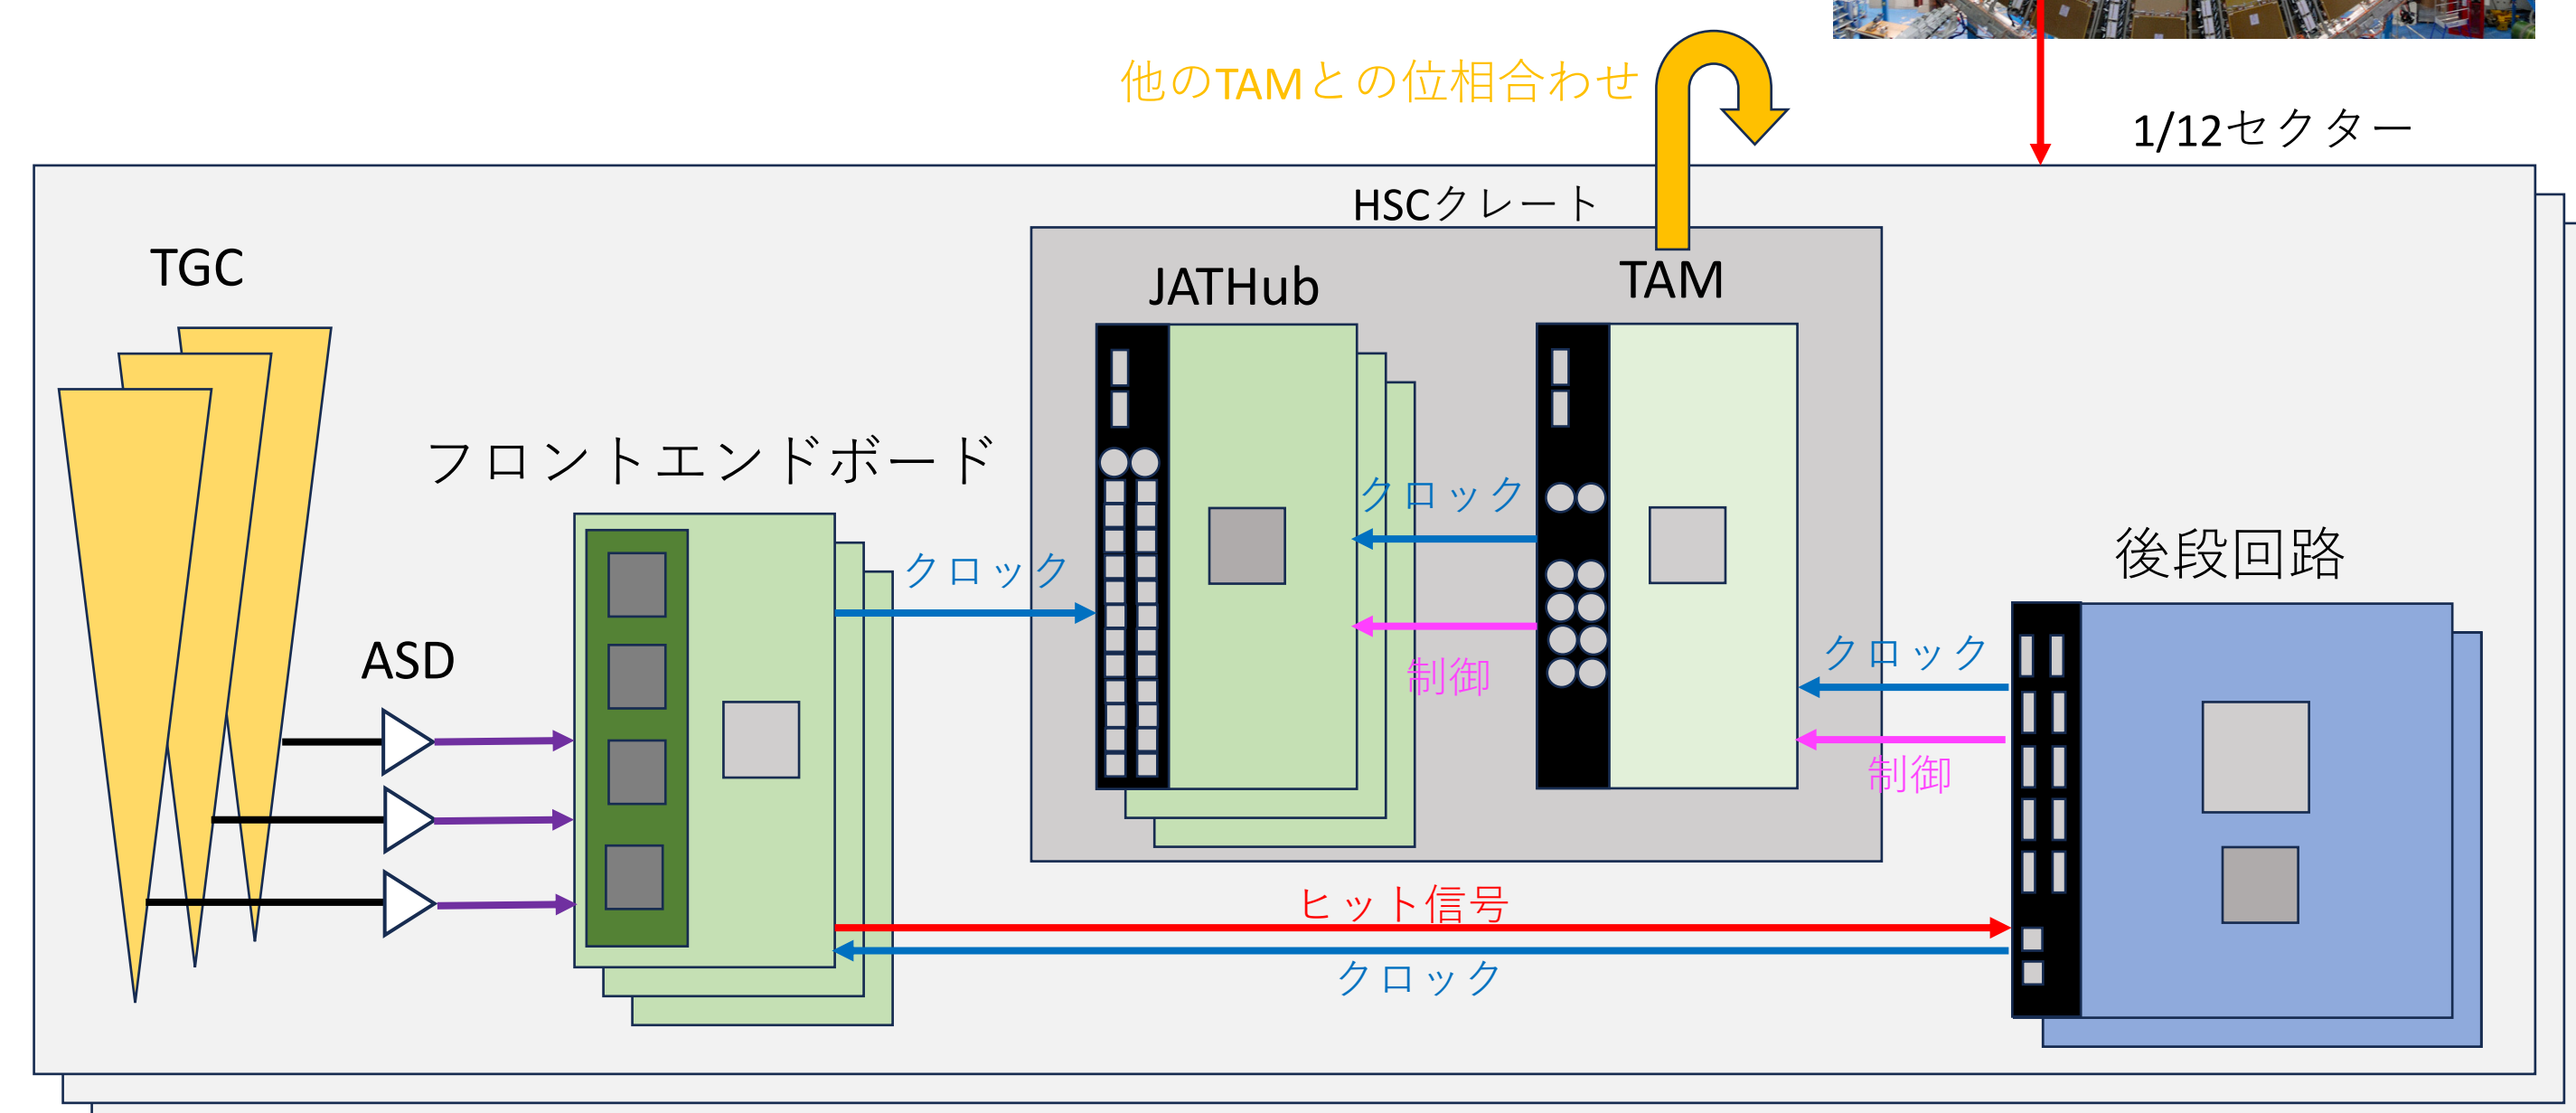 他のTAMとの位相合わせ
1/12セクター
HSCクレート
TGC
JATHub
TAM
フロントエンドボード
クロック
クロック
後段回路
ASD
制御
クロック
制御
ヒット信号
クロック